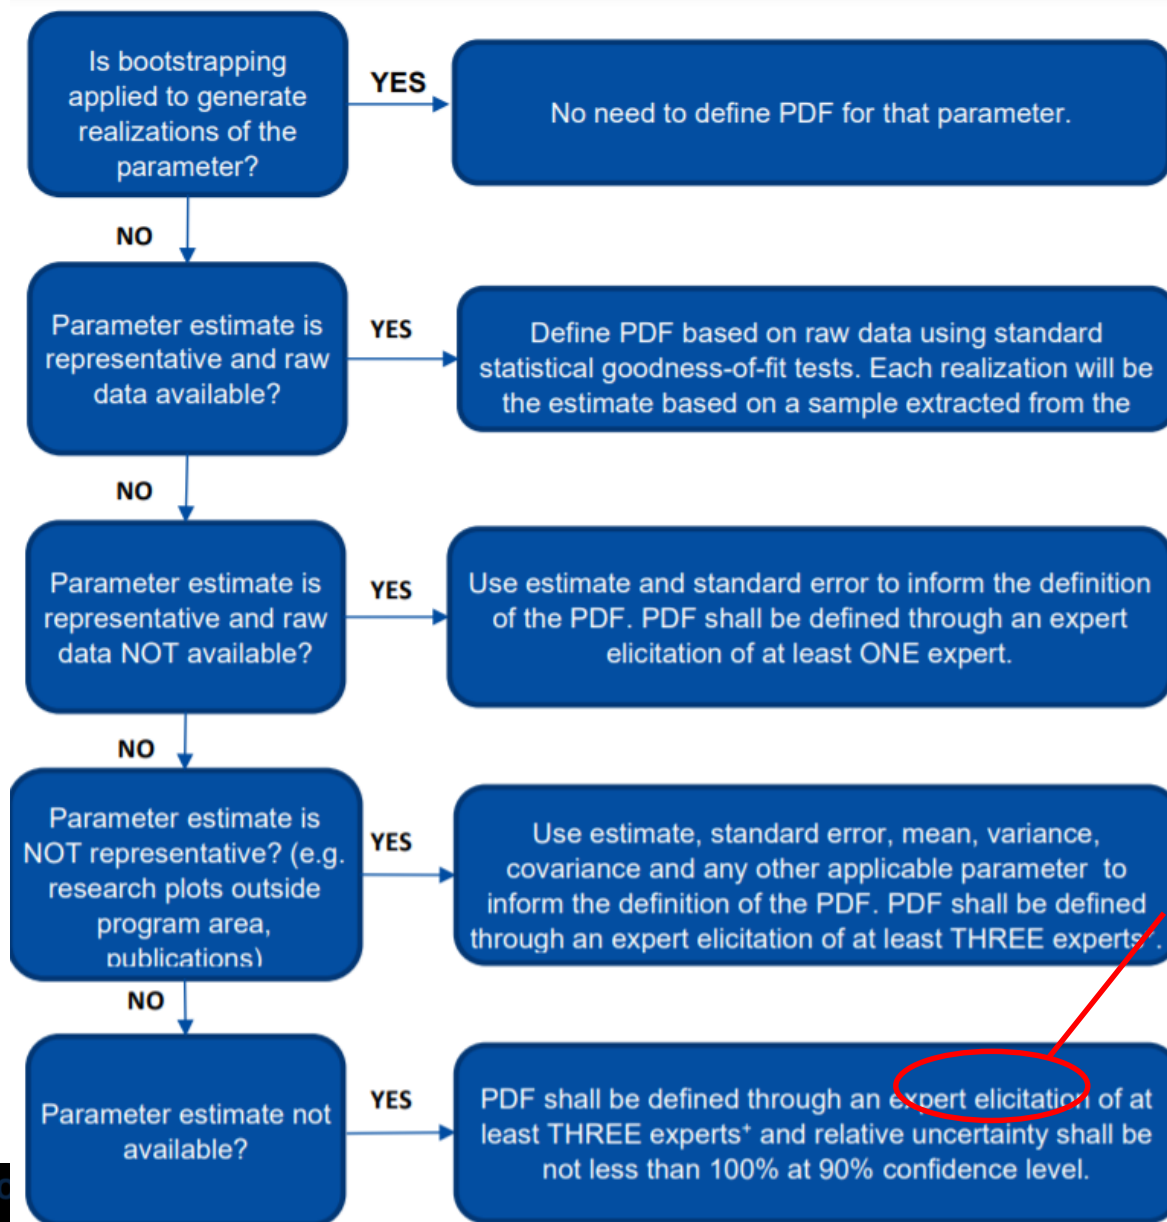 Is bootstrapping
applied to generate
realizations of the
parameter?
YES
No need to define PDF for that parameter.
NO
Parameter estimate is
representative and raw
data available?
YES
Define PDF based on raw data using standard
statistical goodness-of-fit tests. Each realization will be
the estimate based on a sample extracted from the
NO
Parameter estimate is
representative and raw
data NOT available?
YES
Use estimate and standard error to inform the definition
of the PDF. PDF shall be defined through an expert
elicitation of at least ONE expert.
NO
Parameter estimate is
NOT representative? (e.g.
research plots outside
program area,
publications)
YES
Use estimate, standard error, mean, variance,
covariance and any other applicable parameter to
inform the definition of the PDF. PDF shall be defined
through an expert elicitation of at least THREE experts⁺.
NO
Parameter estimate not
available?
YES
PDF shall be defined through an expert elicitation of at
least THREE experts⁺ and relative uncertainty shall be
not less than 100% at 90% confidence level.